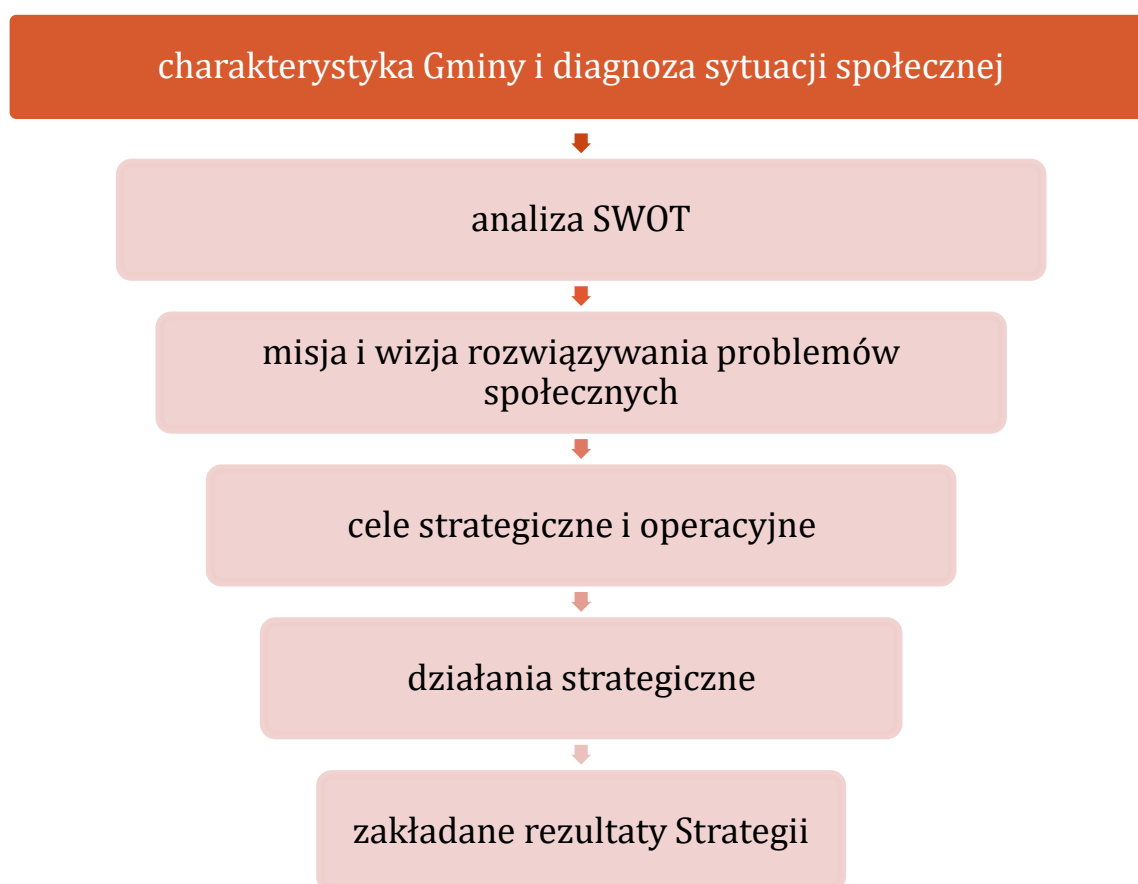 charakterystyka Gminy i diagnoza sytuacji społecznej
analiza SWOT
misja i wizja rozwiązywania problemów
społecznych
cele strategiczne i operacyjne
działania strategiczne
zakładane rezultaty Strategii